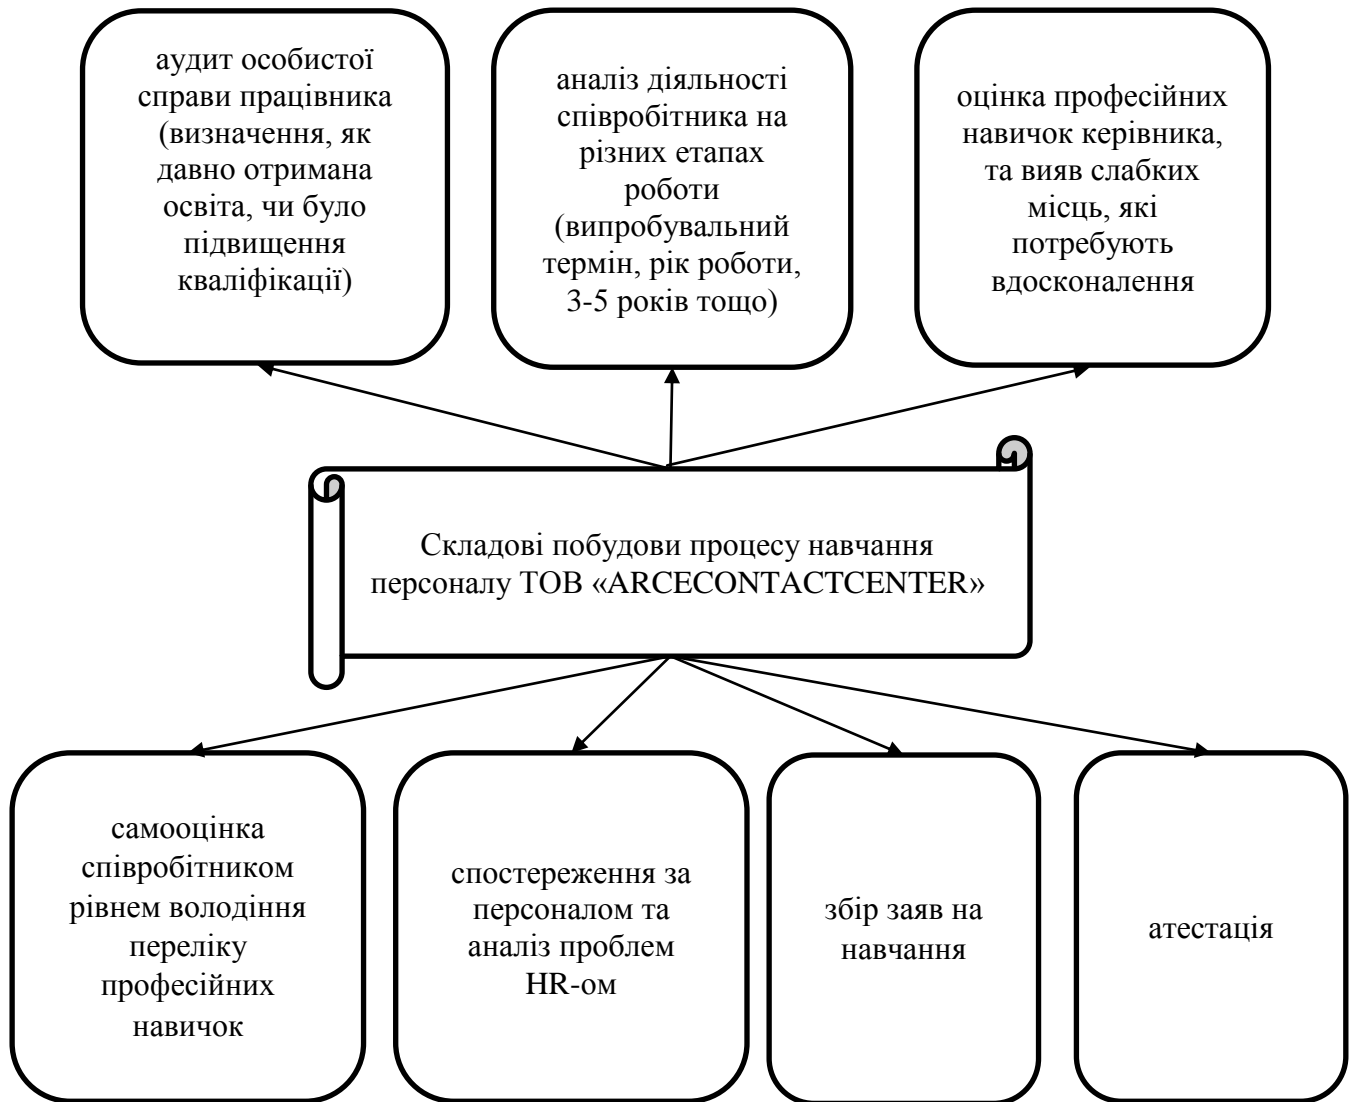 аудит особистої
справи працівника
(визначення, як
давно отримана
освіта, чи було
підвищення
кваліфікації)
аналіз діяльності
співробітника на
різних етапах
роботи
(випробувальний
термін, рік роботи,
3-5 років тощо)
оцінка професійних
навичок керівника,
та вияв слабких
місць, які
потребують
вдосконалення
Складові побудови процесу навчання
персоналу ТОВ «ARCECONTACTCENTER»
самооцінка
співробітником
рівнем володіння
переліку
професійних
навичок
спостереження за
персоналом та
аналіз проблем
HR-ом
збір заяв на
навчання
атестація